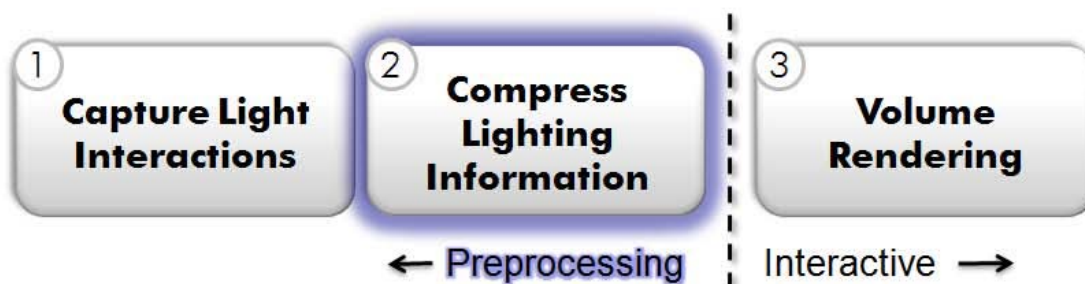 1
Capture Light
Interactions
2
Compress
Lighting
Information
3
Volume
Rendering
← Preprocessing
Interactive →